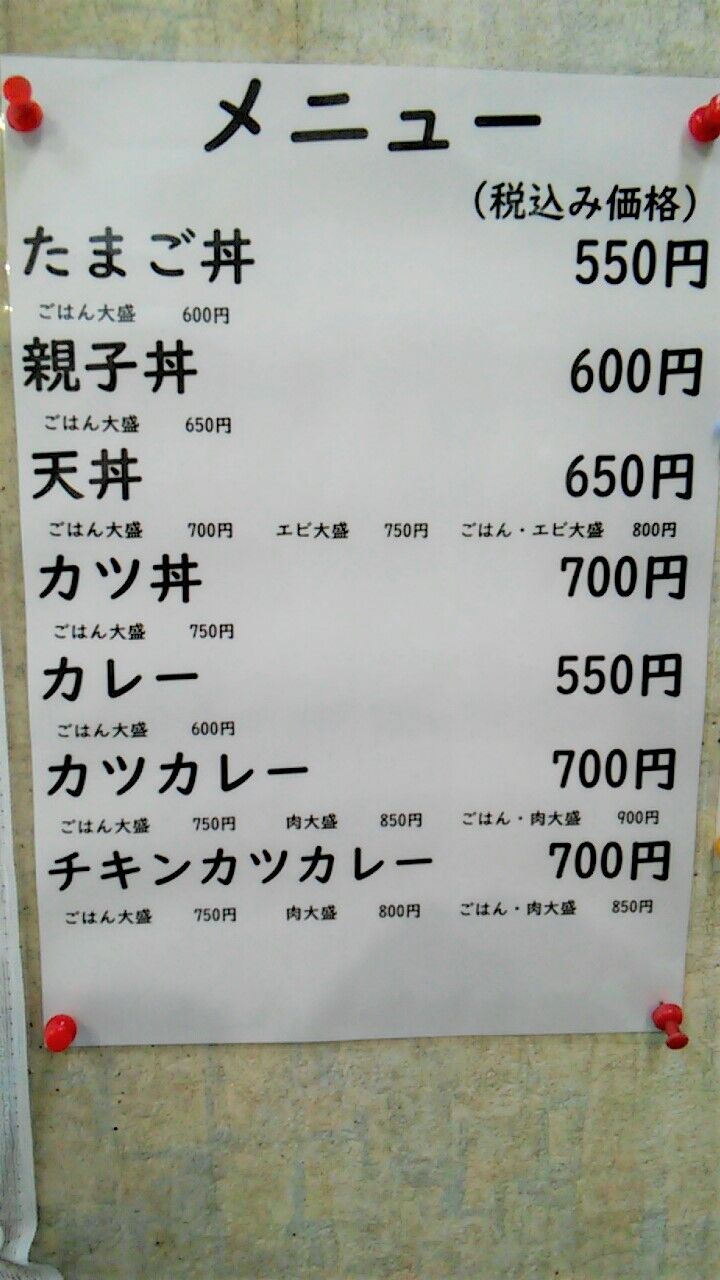 メニュー
（税込み価格）
たまご丼 550円
ごはん大盛 600円
親子丼 600円
ごはん大盛 650円
天丼 650円
ごはん大盛 700円 エビ大盛 750円 ごはん・エビ大盛 800円
カツ丼 700円
ごはん大盛 750円
カレー 550円
ごはん大盛 600円
カツカレー 700円
ごはん大盛 750円 肉大盛 850円 ごはん・肉大盛 900円
チキンカツカレー 700円
ごはん大盛 750円 肉大盛 800円 ごはん・肉大盛 850円